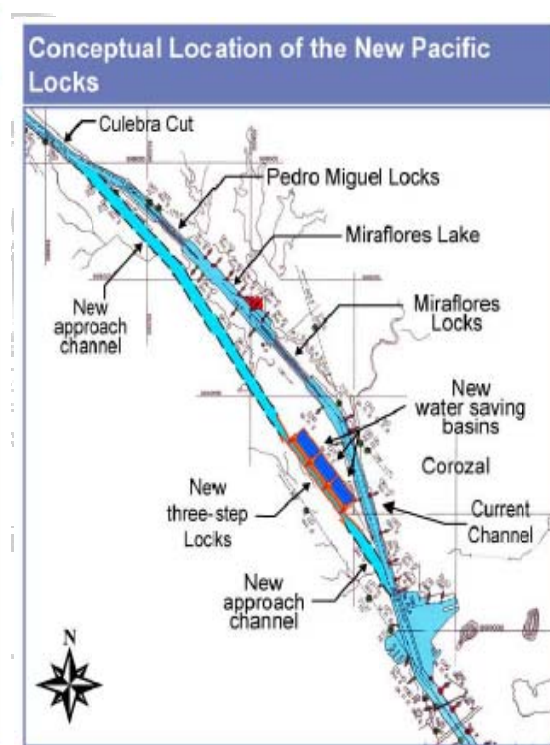 Conceptual Location of the New Pacific
Locks
Culebra Cut
Pedro Miguel Locks
Miraflores Lake
New
approach
channel
Miraflores
Locks
New
water saving
basins
Corozal
New
three-step
Locks
Current
Channel
New
approach
channel
N